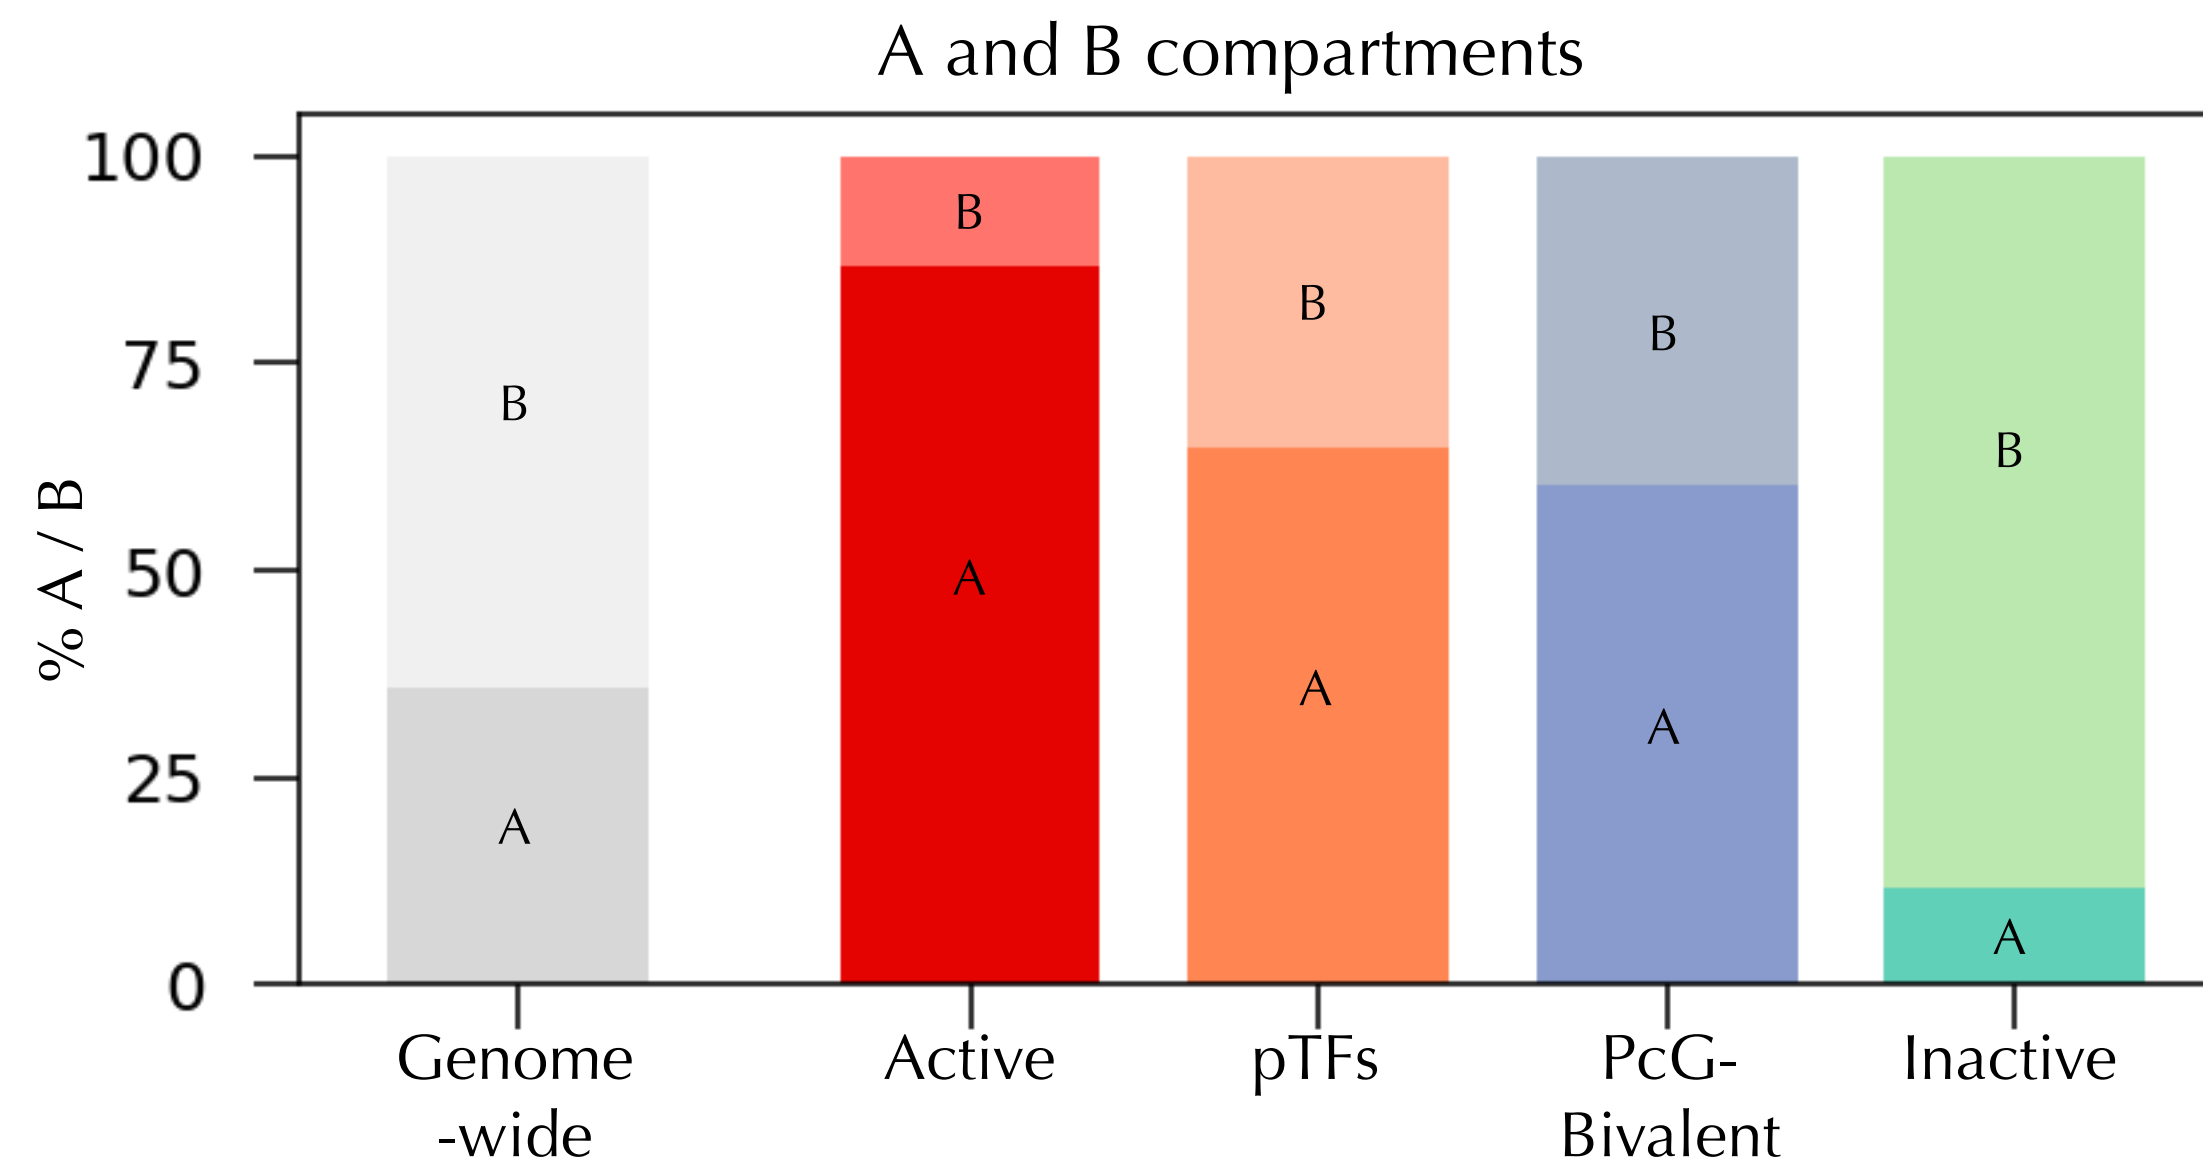 A and B compartments
% A / B
100
75
50
25
0
B
A
B
A
B
A
B
A
B
A
Genome
-wide
Active
pTFs
PcG-
Bivalent
Inactive